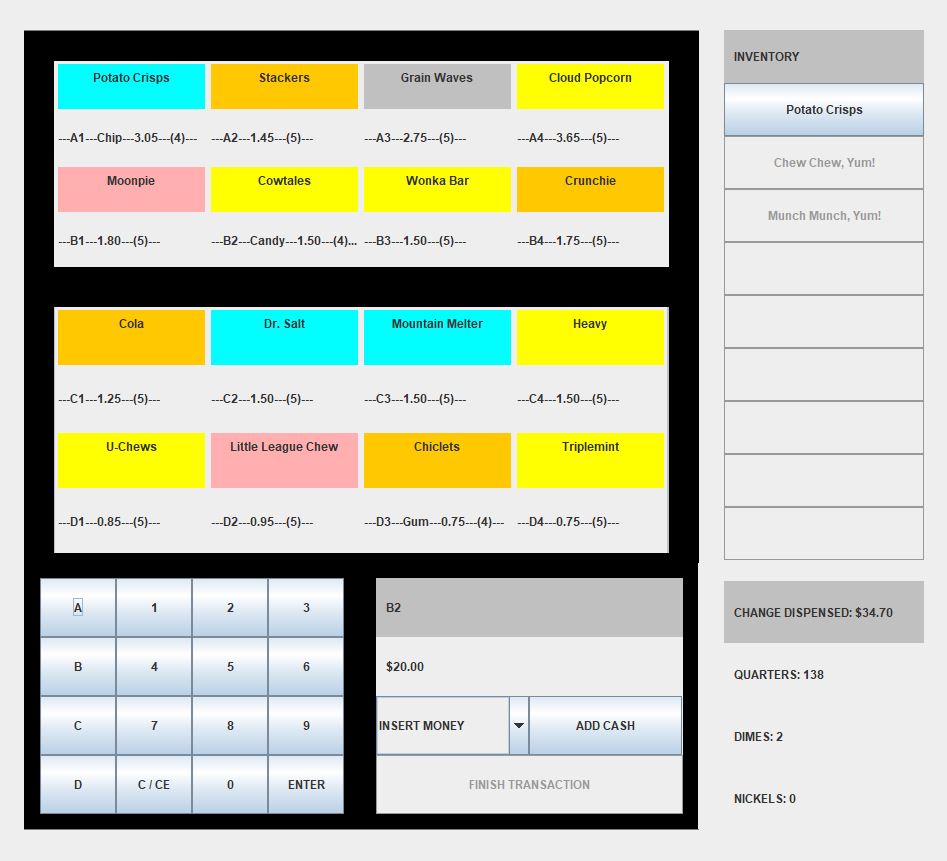 Potato Crisps Stackers Grain Waves Cloud Popcorn
---A1---Chip---3.05---(4)--- ---A2---1.45---(5)--- ---A3---2.75---(5)--- ---A4---3.65---(5)---
Moonpie Cowtales Wonka Bar Crunchie
---B1---1.80---(5)--- ---B2---Candy---1.50---(4)... ---B3---1.50---(5)--- ---B4---1.75---(5)---
Cola Dr. Salt Mountain Melter Heavy
---C1---1.25---(5)--- ---C2---1.50---(5)--- ---C3---1.50---(5)--- ---C4---1.50---(5)---
U-Chews Little League Chew Chiclets Triplemint
---D1---0.85---(5)--- ---D2---0.95---(5)--- ---D3---Gum---0.75---(4)--- ---D4---0.75---(5)---
A 1 2 3
B 4 5 6
C 7 8 9
D C / CE 0 ENTER
B2
$20.00
INSERT MONEY ADD CASH
FINISH TRANSACTION
INVENTORY
Potato Crisps
Chew Chew, Yum!
Munch Munch, Yum!
CHANGE DISPENSED: $34.70
QUARTERS: 138
DIMES: 2
NICKELS: 0